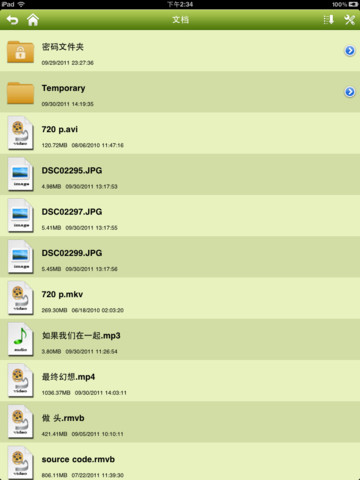 iPad 下午2:34
文档
密码文件夹
09/29/2011 23:27:36
Temporary
09/30/2011 14:19:35
720 p.avi
120.72MB 08/06/2010 11:47:16
DSC02295.JPG
4.98MB 09/30/2011 13:17:53
DSC02297.JPG
5.41MB 09/30/2011 13:17:55
DSC02299.JPG
5.45MB 09/30/2011 13:17:58
720 p.mkv
269.30MB 06/18/2010 02:03:20
如果我们在一起.mp3
3.80MB 09/30/2011 11:26:54
最终幻想.mp4
1036.37MB 09/30/2011 14:03:11
做 头.rmvb
421.41MB 09/05/2011 10:10:11
source code.rmvb
806.11MB 07/22/2011 11:39:30
video
image
image
image
video
audio
video
video
video